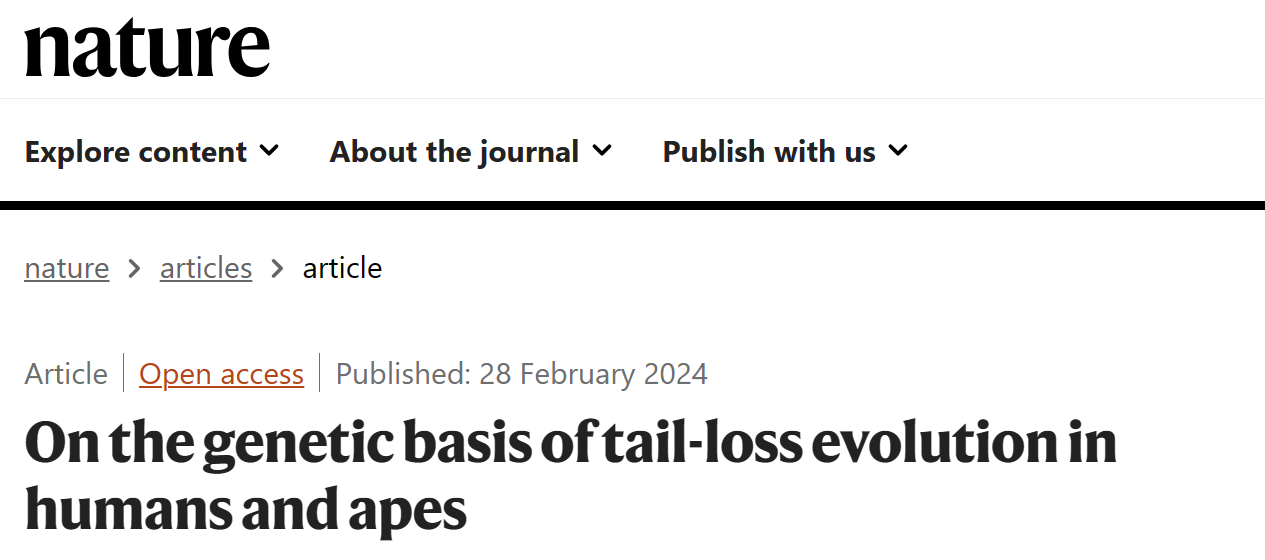 nature
Explore content About the journal Publish with us
nature articles article
Article Open access Published: 28 February 2024
On the genetic basis of tail-loss evolution in
humans and apes